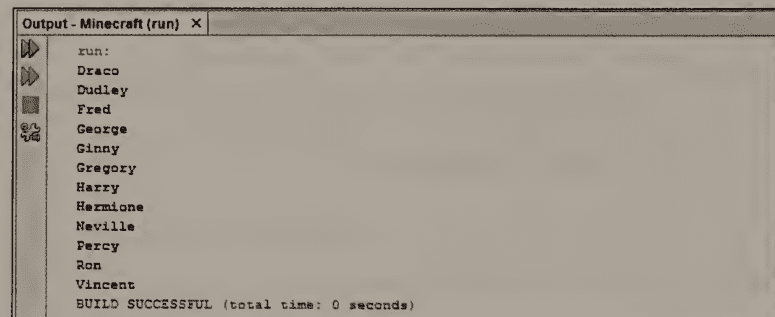 Output - Minecraft (run) ×
run:
Draco
Dudley
Fred
George
Ginny
Gregory
Harry
Hermione
Neville
Percy
Ron
Vincent
BUILD SUCCESSFUL (total time: 0 seconds)